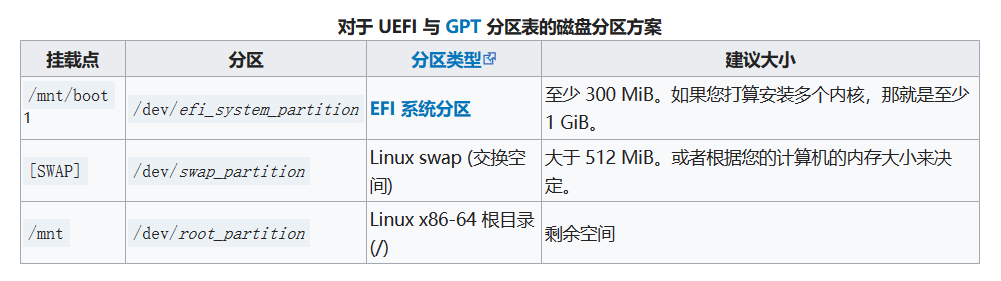 对于 UEFI 与 GPT 分区表的磁盘分区方案
挂载点 分区 分区类型 建议大小
/mnt/boot
1
/dev/efi_system_partition
EFI 系统分区
至少 300 MiB。如果您打算安装多个内核，那就是至少
1 GiB。
[SWAP]
/dev/swap_partition
Linux swap (交换空
间)
大于 512 MiB。或者根据您的计算机的内存大小来决
定。
/mnt
/dev/root_partition
Linux x86-64 根目录
(/)
剩余空间